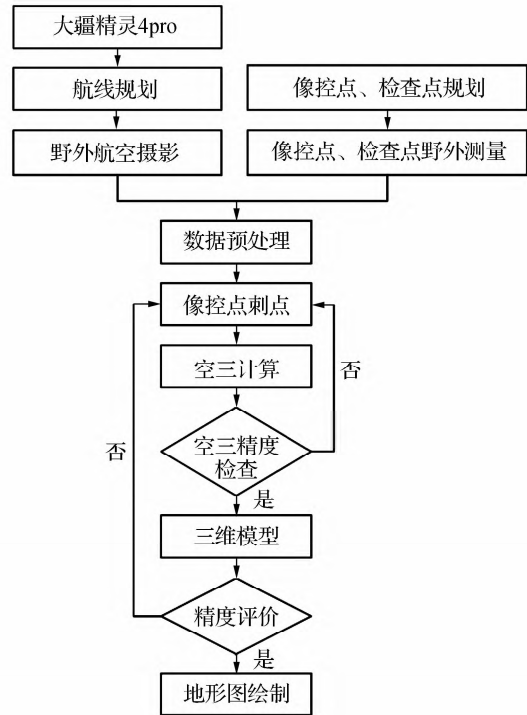 大疆精灵4pro
航线规划
像控点、检查点规划
野外航空摄影
像控点、检查点野外测量
数据预处理
像控点刺点
空三计算
否
否
空三精度
检查
是
三维模型
精度评价
是
地形图绘制